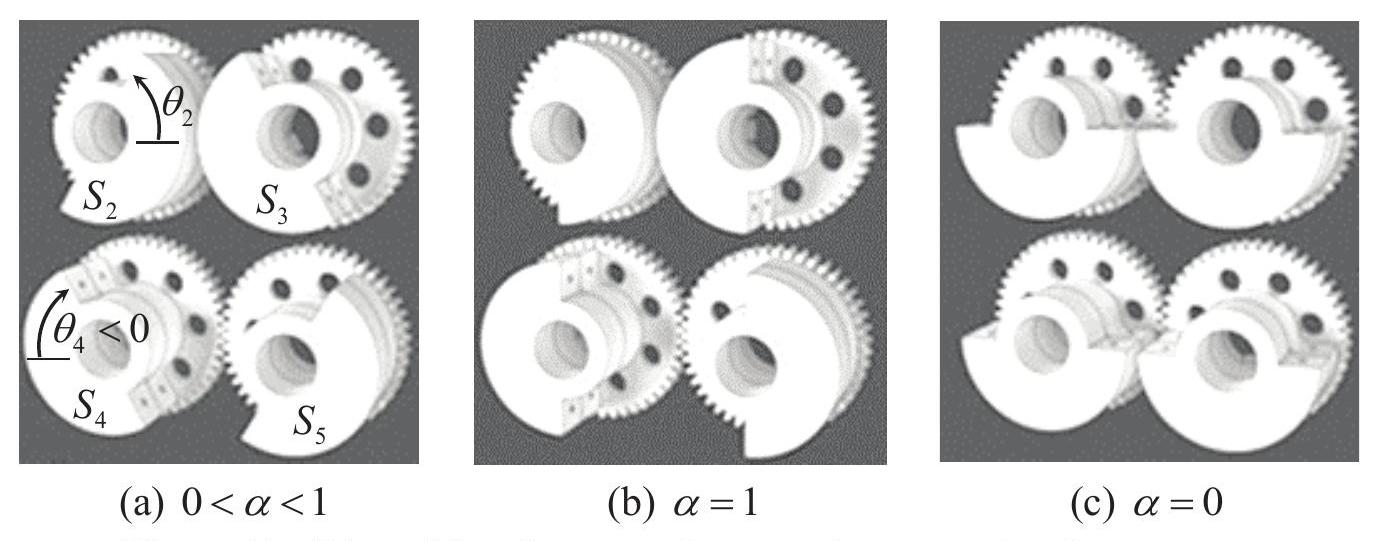 θ₂
S₂
S₃
θ₄ < 0
S₄
S₅
(a) 0 < α < 1
(b) α = 1
(c) α = 0